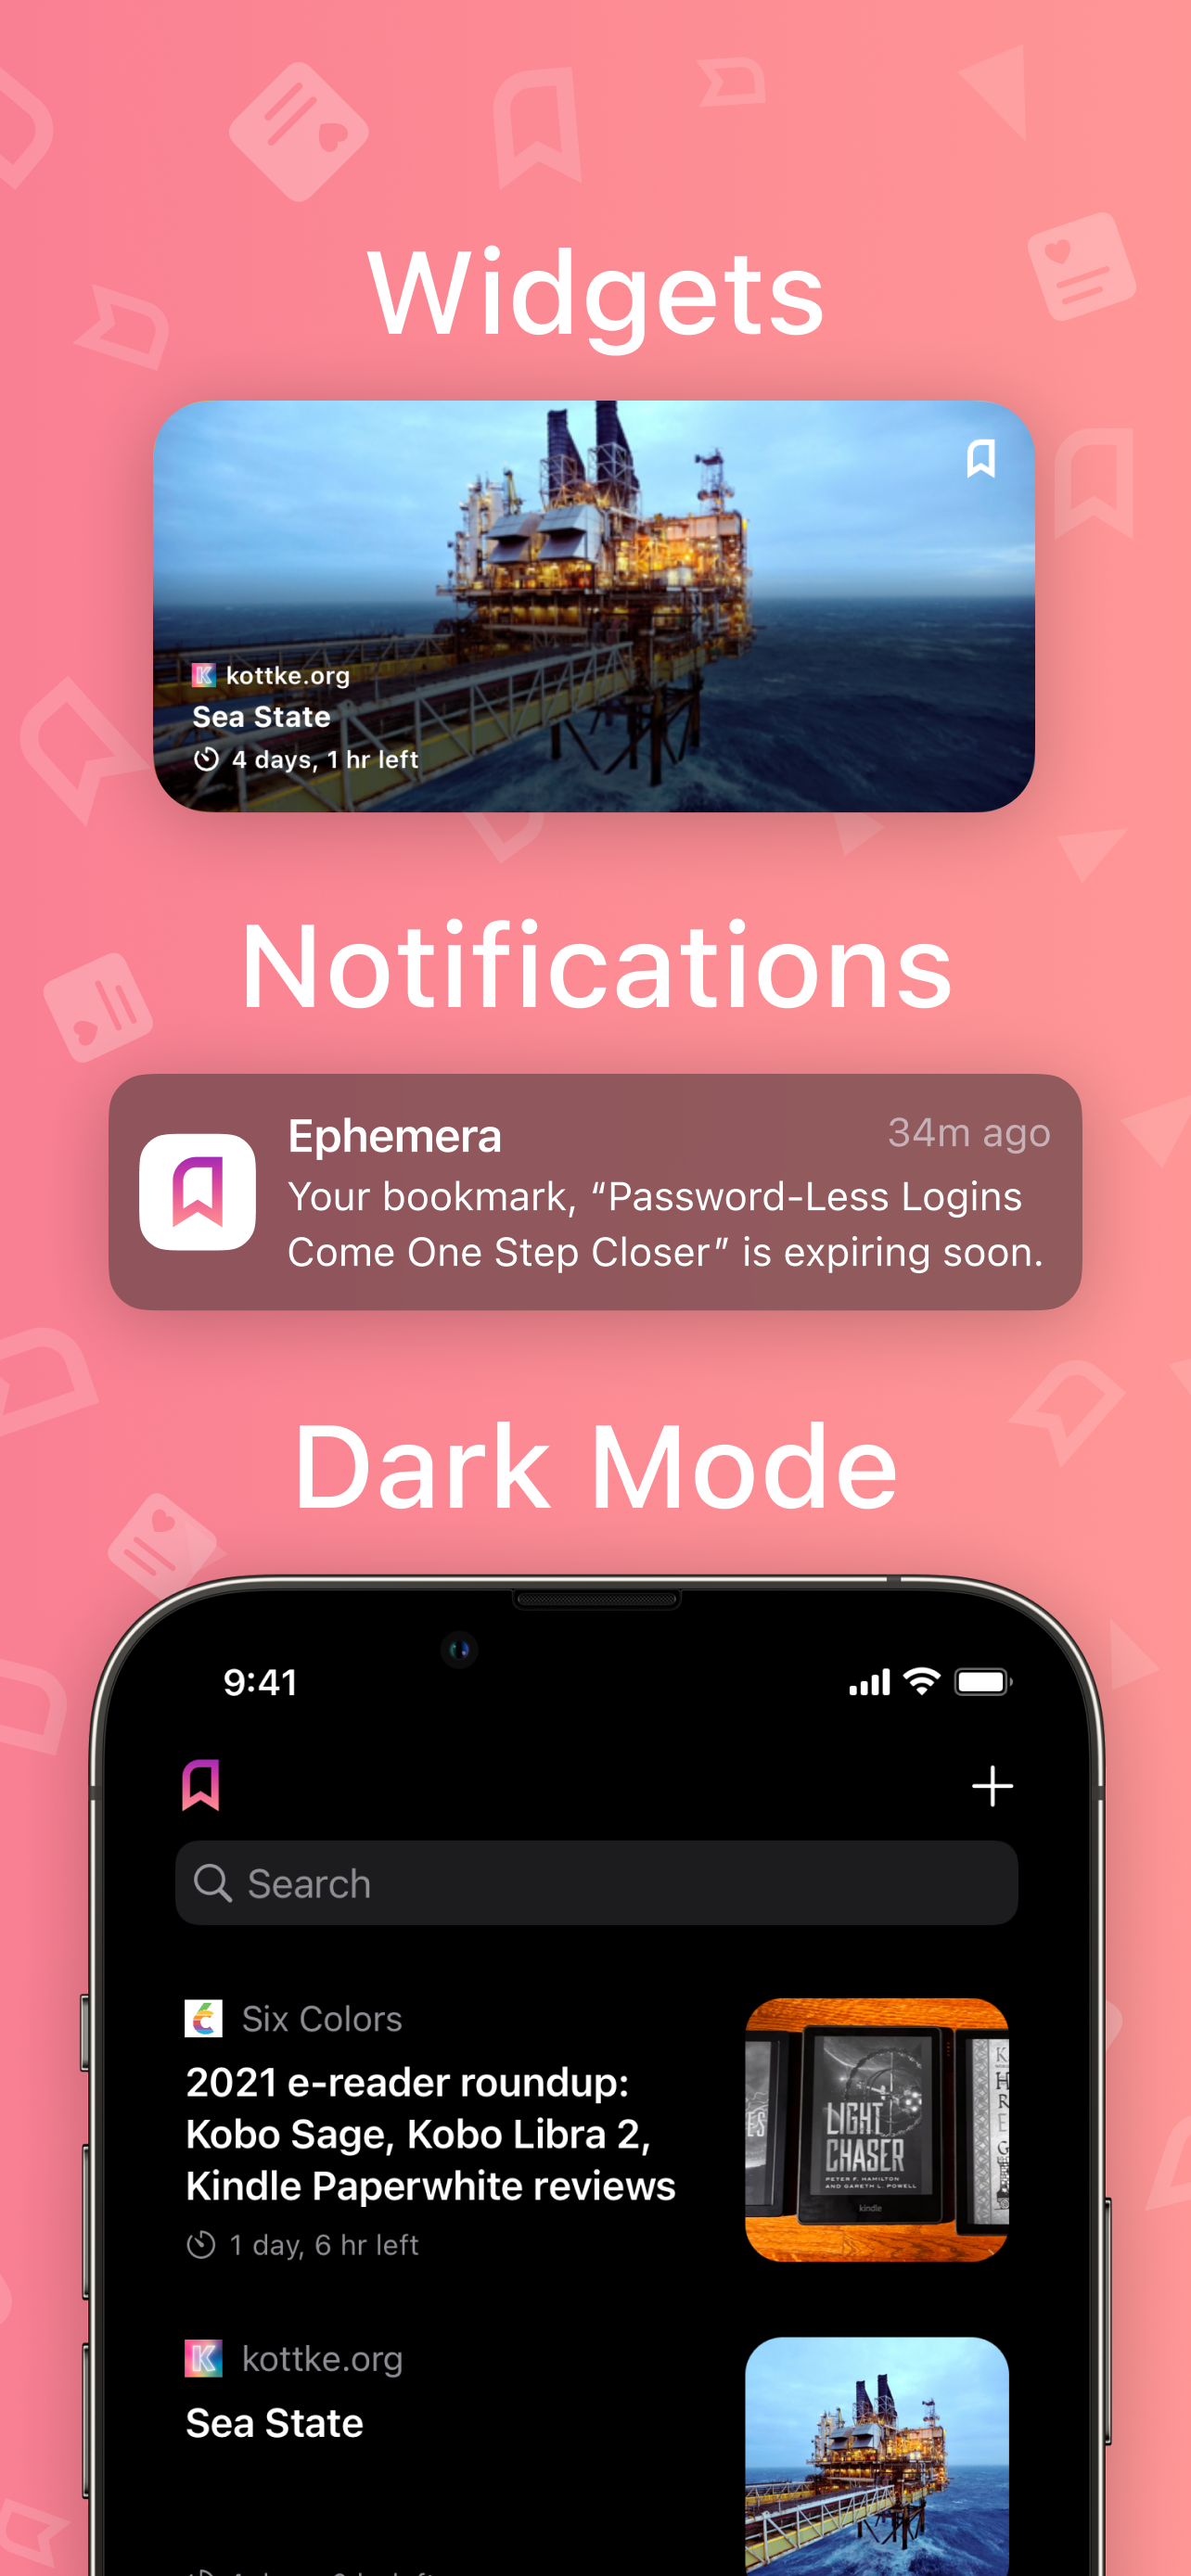 Widgets
kottke.org
Sea State
4 days, 1 hr left
Notifications
Ephemera
34m ago
Your bookmark, “Password-Less Logins
Come One Step Closer” is expiring soon.
Dark Mode
9:41
Search
Six Colors
2021 e-reader roundup:
Kobo Sage, Kobo Libra 2,
Kindle Paperwhite reviews
1 day, 6 hr left
LIGHT
CHASER
PETER F. HAMILTON
AND GARETH L. POWELL
kindle
kottke.org
Sea State